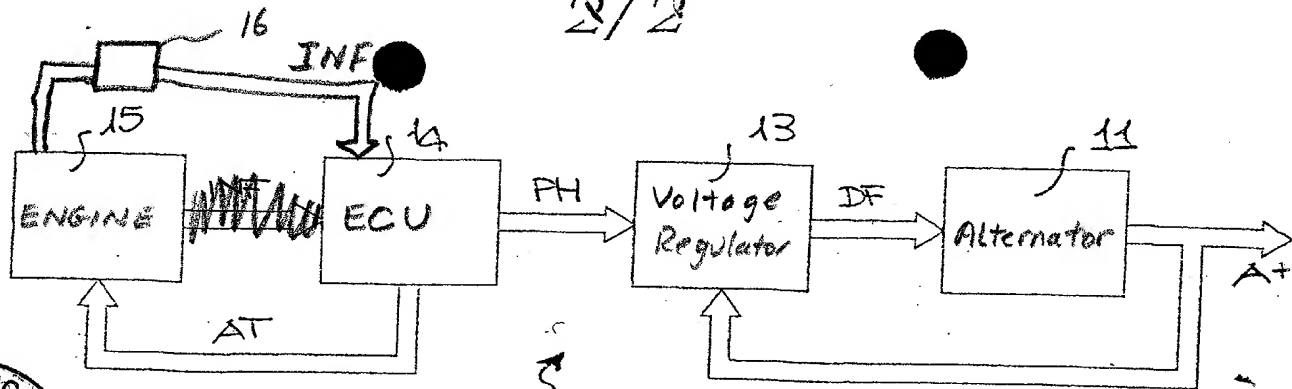 2/2
16
INF
15
14
13
11
ENGINE
ECU
PH
Voltage
Regulator
DF
Alternator
A+
AT